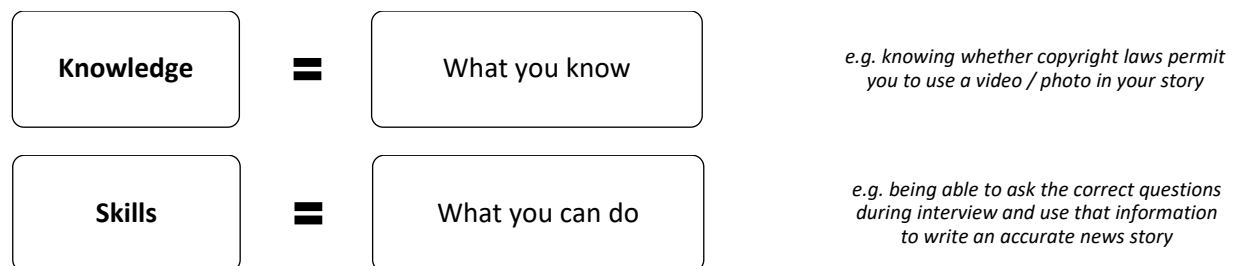 Knowledge = What you know
e.g. knowing whether copyright laws permit
you to use a video / photo in your story
Skills = What you can do
e.g. being able to ask the correct questions
during interview and use that information
to write an accurate news story